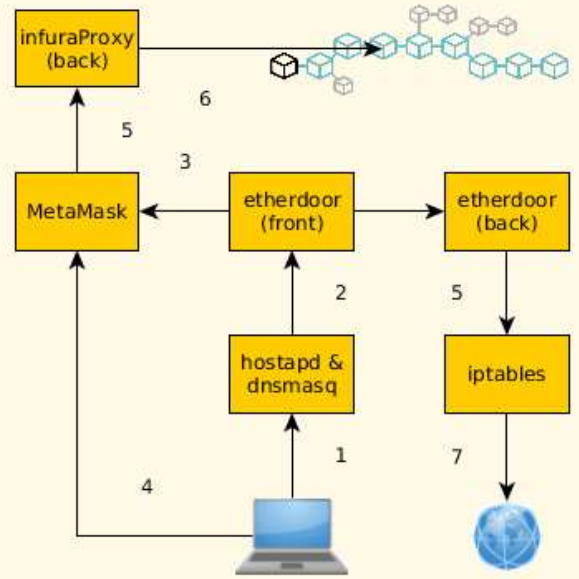 infuraProxy
(back)
6
5
3
MetaMask
etherdoor
(front)
etherdoor
(back)
2
5
hostapd &
dnsmasq
iptables
1
7
4